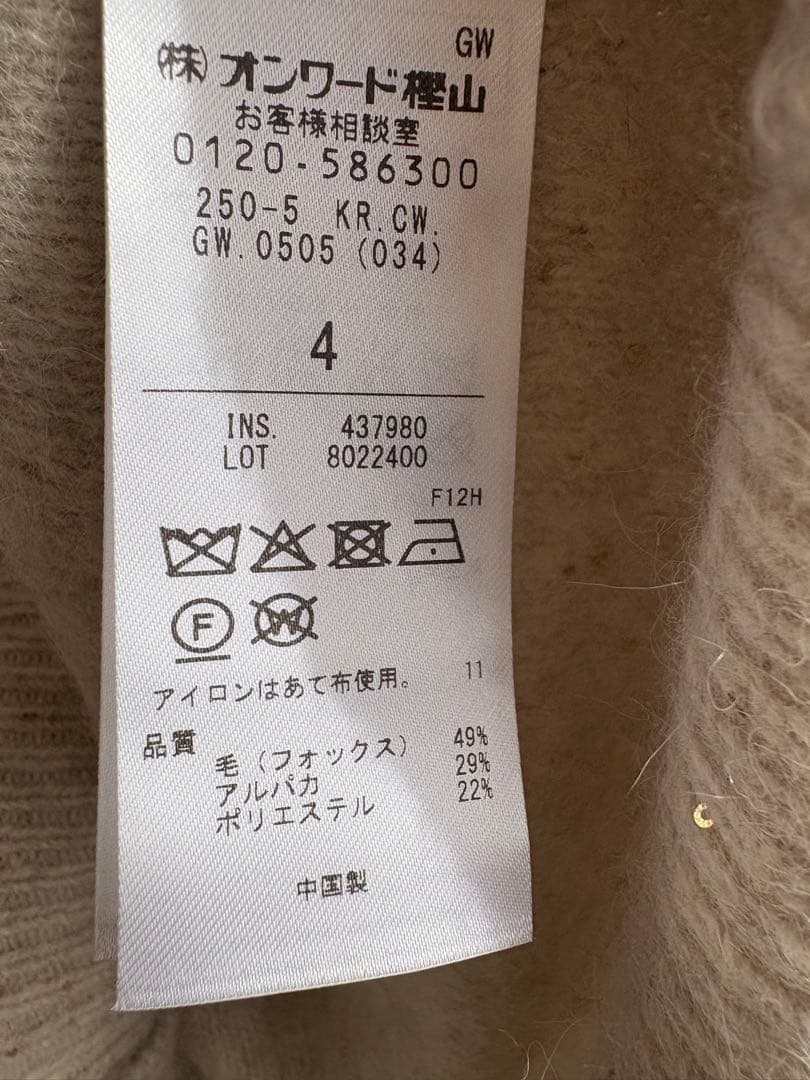 GW
(株)オンワード樫山
お客様相談室
0120-586300
250-5 KR.CW.
GW.0505 (034)
4
INS. 437980
LOT 8022400
F12H
F W
アイロンはあて布使用。 11
品質
毛(フォックス) 49%
アルパカ 29%
ポリエステル 22%
中国製